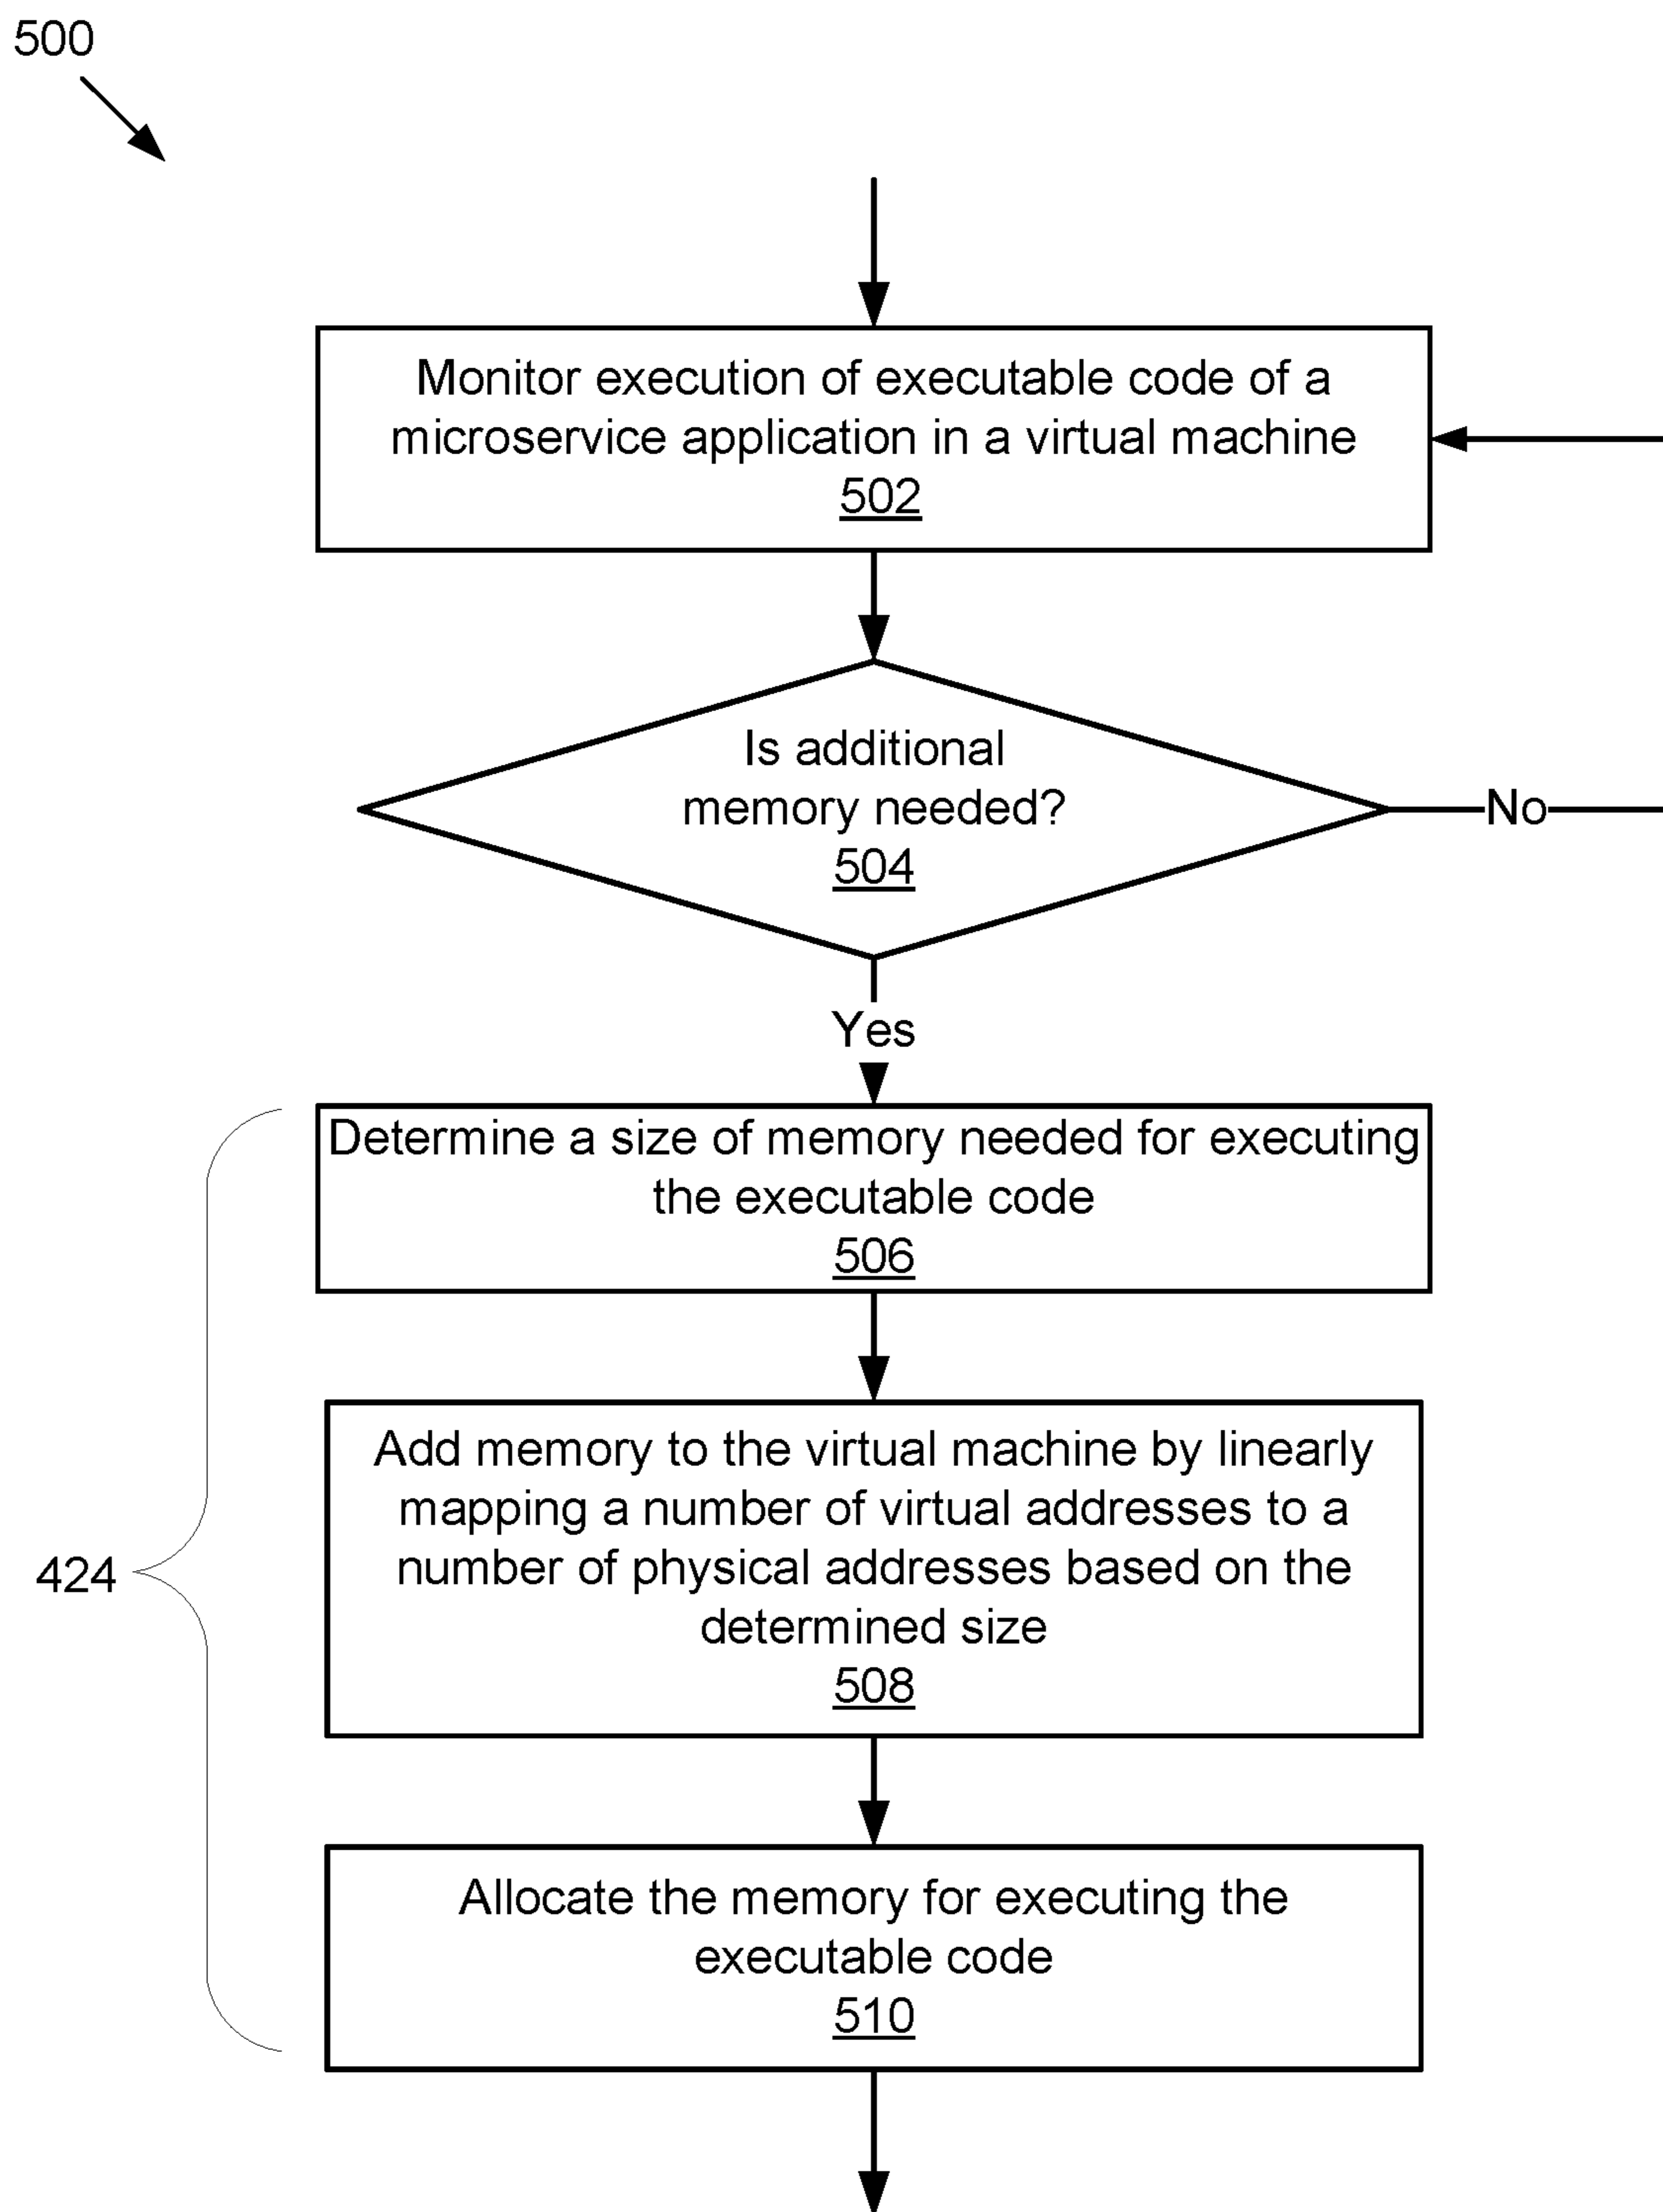 500
Monitor execution of executable code of a
microservice application in a virtual machine
502
Is additional
memory needed?
504
No
Yes
Determine a size of memory needed for executing
the executable code
506
Add memory to the virtual machine by linearly
mapping a number of virtual addresses to a
number of physical addresses based on the
determined size
508
424
Allocate the memory for executing the
executable code
510